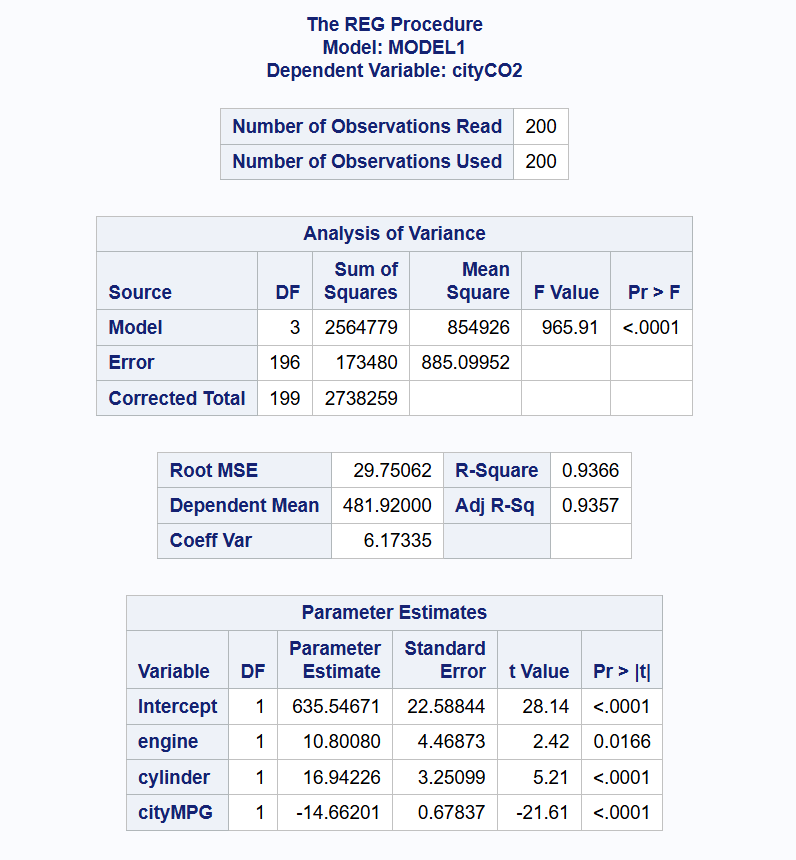 The REG Procedure
Model: MODEL1
Dependent Variable: cityCO2
Number of Observations Read 200
Number of Observations Used 200
Analysis of Variance
Source DF Sum of Squares Mean Square F Value Pr > F
Model 3 2564779 854926 965.91 <.0001
Error 196 173480 885.09952
Corrected Total 199 2738259
Root MSE 29.75062 R-Square 0.9366
Dependent Mean 481.92000 Adj R-Sq 0.9357
Coeff Var 6.17335
Parameter Estimates
Variable DF Parameter Estimate Standard Error t Value Pr > |t|
Intercept 1 635.54671 22.58844 28.14 <.0001
engine 1 10.80080 4.46873 2.42 0.0166
cylinder 1 16.94226 3.25099 5.21 <.0001
cityMPG 1 -14.66201 0.67837 -21.61 <.0001